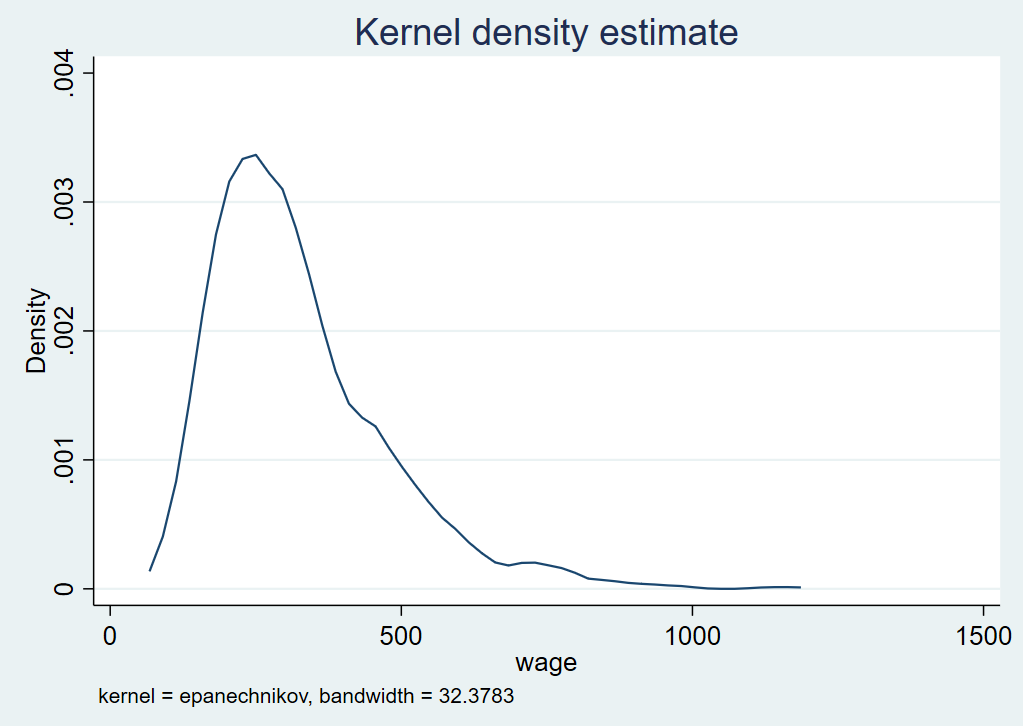 Kernel density estimate
Density
.004
.003
.002
.001
0
0 500 1000 1500
wage
kernel = epanechnikov, bandwidth = 32.3783